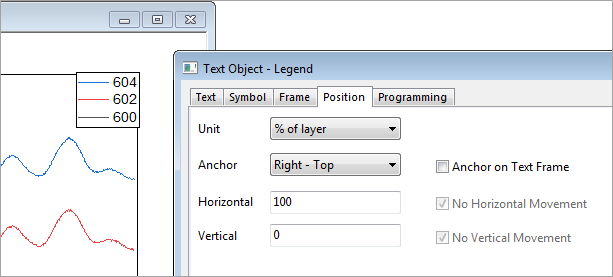 604
602
600
Text Object - Legend
Text Symbol Frame Position Programming
Unit % of layer
Anchor Right - Top Anchor on Text Frame
Horizontal 100 No Horizontal Movement
Vertical 0 No Vertical Movement